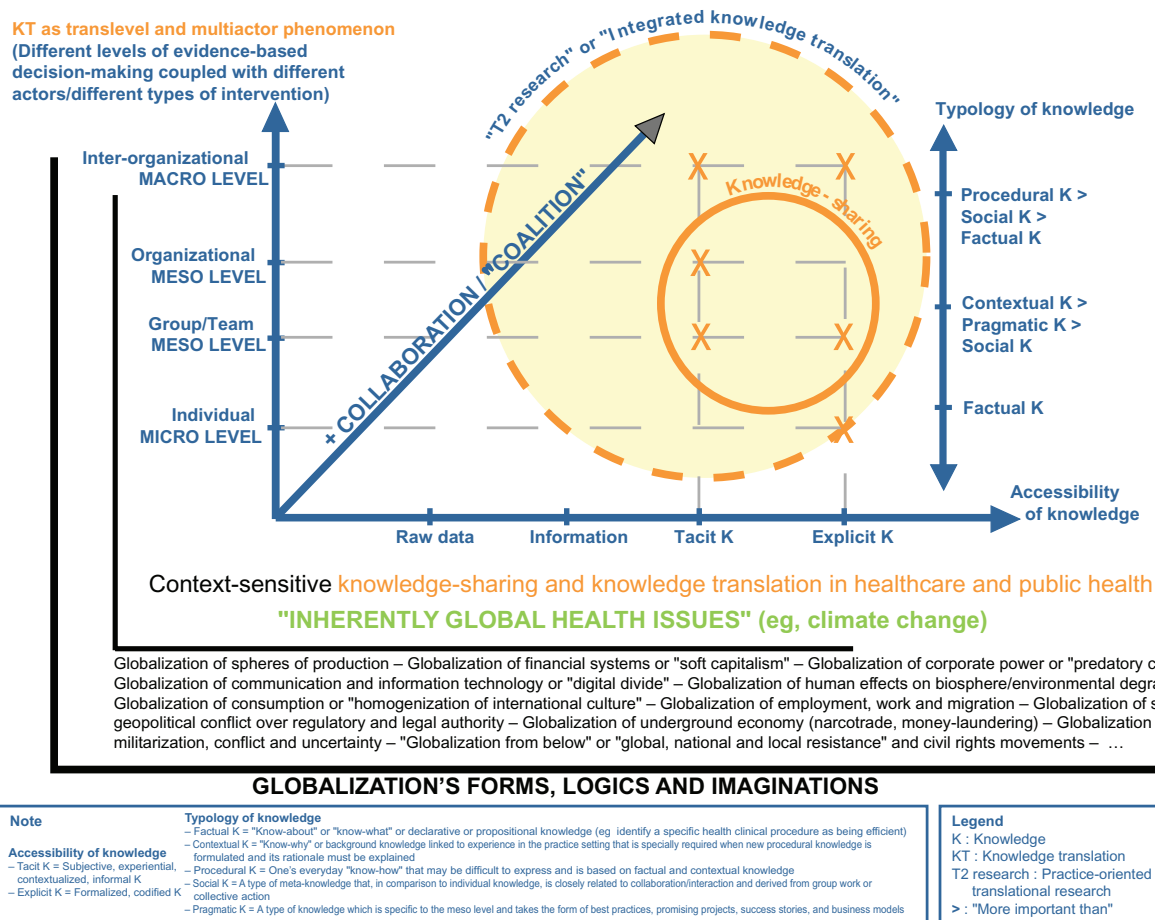 KT as translevel and multiactor phenomenon
(Different levels of evidence-based
decision-making coupled with different
actors/different types of intervention)
"T2 research" or "Integrated knowledge translation"
Typology of knowledge
Inter-organizational
MACRO LEVEL
Organizational
MESO LEVEL
Group/Team
MESO LEVEL
Individual
MICRO LEVEL
+ COLLABORATION / "COALITION"
Knowledge - sharing
X X
X
X X
X
Procedural K >
Social K >
Factual K
Contextual K >
Pragmatic K >
Social K
Factual K
Accessibility
of knowledge
Raw data
Information
Tacit K
Explicit K
Context-sensitive knowledge-sharing and knowledge translation in healthcare and public health
"INHERENTLY GLOBAL HEALTH ISSUES" (eg, climate change)
Globalization of spheres of production – Globalization of financial systems or "soft capitalism" – Globalization of corporate power or "predatory c
Globalization of communication and information technology or "digital divide" – Globalization of human effects on biosphere/environmental degra
Globalization of consumption or "homogenization of international culture" – Globalization of employment, work and migration – Globalization of s
geopolitical conflict over regulatory and legal authority – Globalization of underground economy (narcotrade, money-laundering) – Globalization
militarization, conflict and uncertainty – "Globalization from below" or "global, national and local resistance" and civil rights movements – …
GLOBALIZATION'S FORMS, LOGICS AND IMAGINATIONS
Note
Accessibility of knowledge
– Tacit K = Subjective, experiential,
contextualized, informal K
– Explicit K = Formalized, codified K
Typology of knowledge
– Factual K = "Know-about" or "know-what" or declarative or propositional knowledge (eg identify a specific health clinical procedure as being efficient)
– Contextual K = "Know-why" or background knowledge linked to experience in the practice setting that is specially required when new procedural knowledge is
formulated and its rationale must be explained
– Procedural K = One's everyday "know-how" that may be difficult to express and is based on factual and contextual knowledge
– Social K = A type of meta-knowledge that, in comparison to individual knowledge, is closely related to collaboration/interaction and derived from group work or
collective action
– Pragmatic K = A type of knowledge which is specific to the meso level and takes the form of best practices, promising projects, success stories, and business models
Legend
K : Knowledge
KT : Knowledge translation
T2 research : Practice-oriented
translational research
> : "More important than"